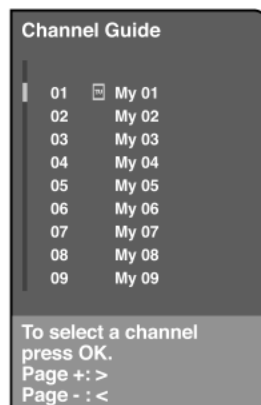 Channel Guide
01 TM My 01
02 My 02
03 My 03
04 My 04
05 My 05
06 My 06
07 My 07
08 My 08
09 My 09
To select a channel
press OK.
Page +: >
Page - : <